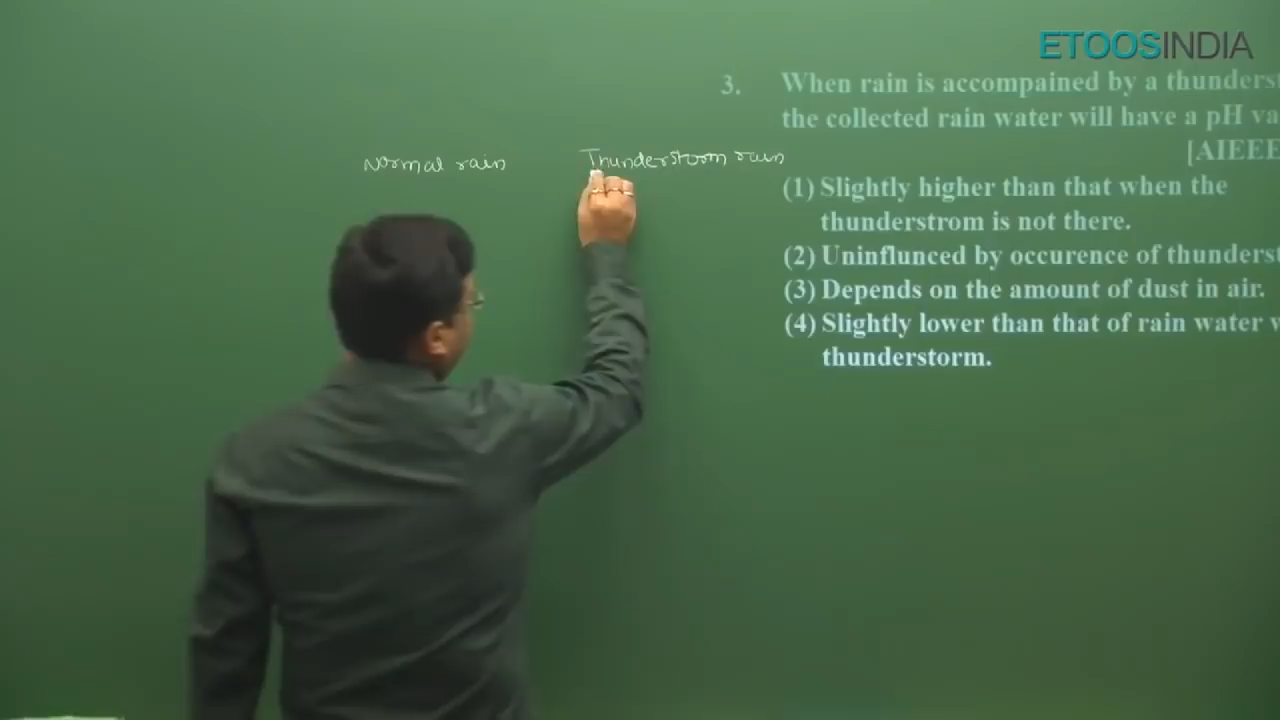 ETOOSINDIA
3. When rain is accompained by a thunderst
the collected rain water will have a pH va
[AIEEE
Normal rain Thunderstorm rain
(1) Slightly higher than that when the
thunderstrom is not there.
(2) Uninflunced by occurence of thunderst
(3) Depends on the amount of dust in air.
(4) Slightly lower than that of rain water w
thunderstorm.